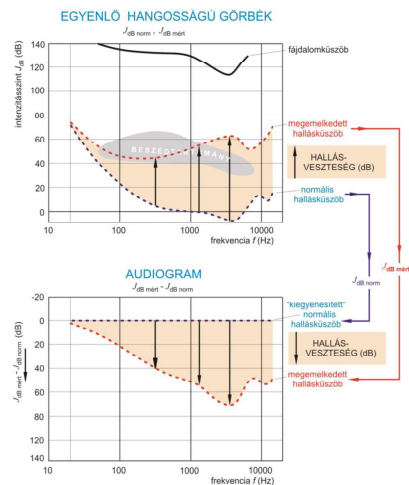 EGYENLŐ HANGOSSÁGÚ GÖRBÉK
JdB norm , JdB mért
intenzitásszint JdB (dB)
140
120
00
80
60
40
20
0
10
100
1000
10000
frekvencia f (Hz)
fájdalomküszöb
megemelkedett
hallásküszöb
HALLÁS-
VESZTESÉG (dB)
normális
hallásküszöb
JdB norm
JdB mért
AUDIOGRAM
JdB mért - JdB norm
JdB mért - JdB norm (dB)
-20
0
20
40
60
80
100
120
140
10
100
1000
10000
frekvencia f (Hz)
"kiegyenesített"
normális
hallásküszöb
HALLÁS-
VESZTESÉG (dB)
megemelkedett
hallásküszöb